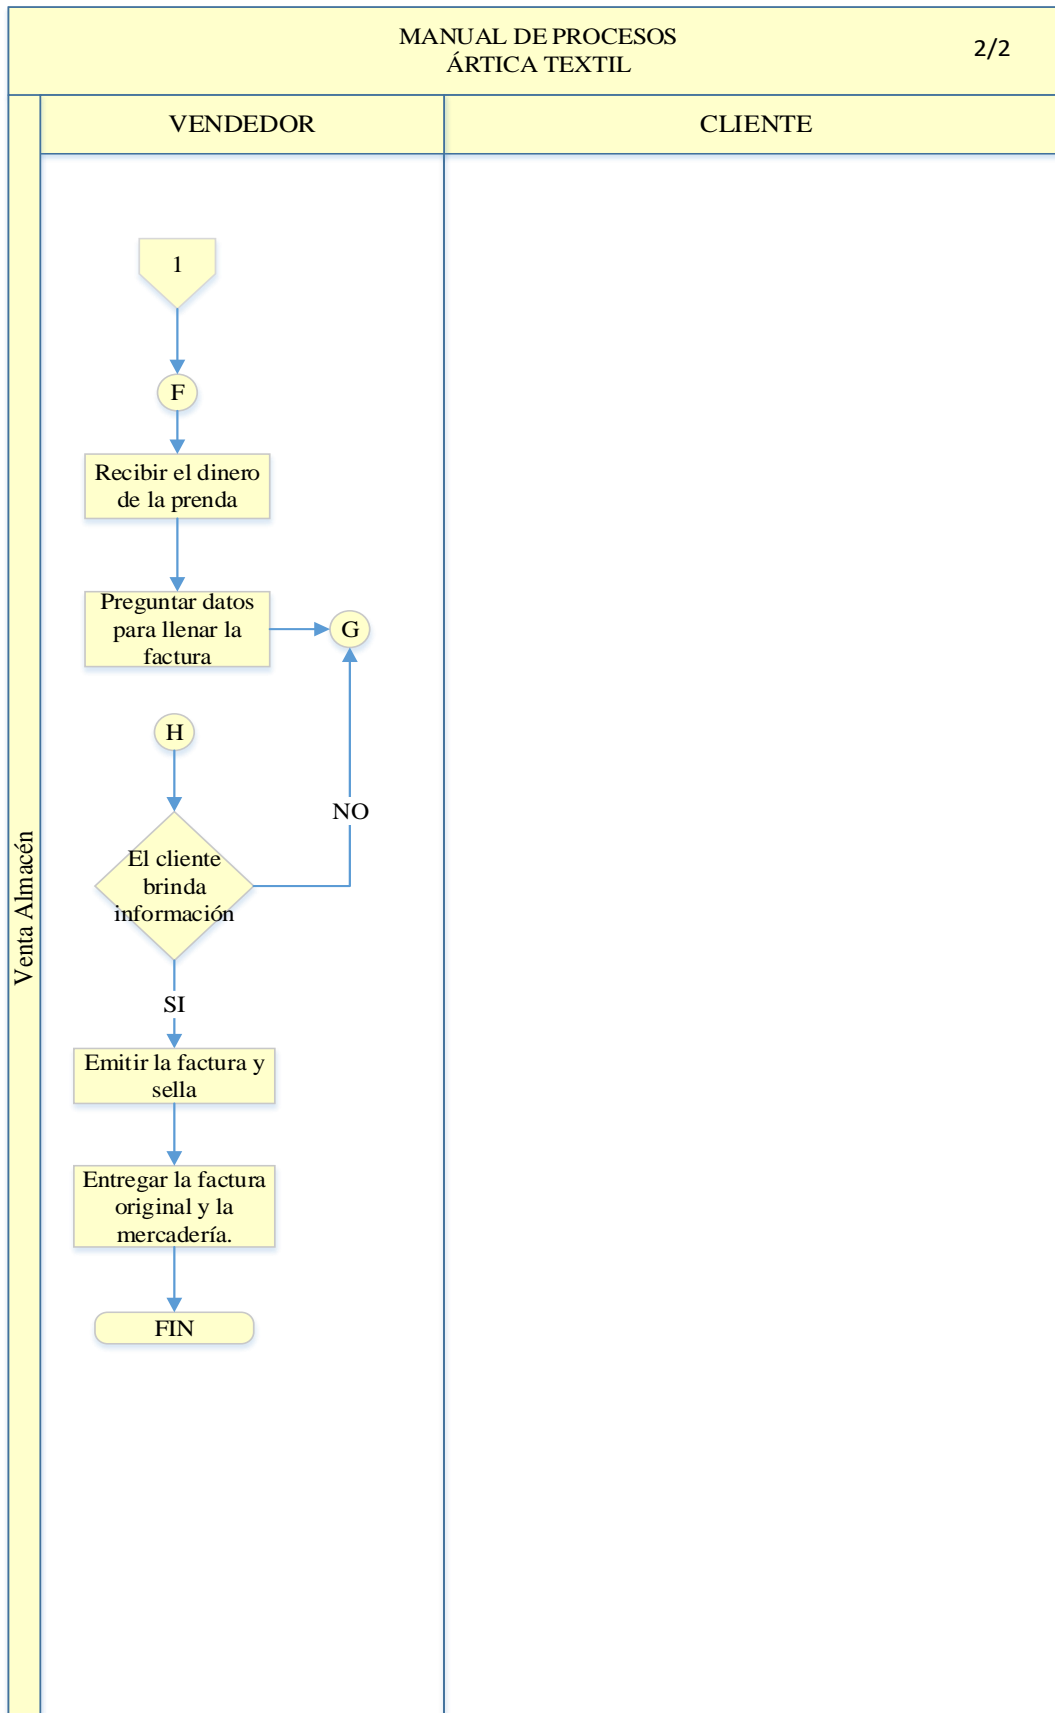 MANUAL DE PROCESOS
ÁRTICA TEXTIL
2/2
VENDEDOR
CLIENTE
Venta Almacén
1
F
Recibir el dinero
de la prenda
Preguntar datos
para llenar la
factura
G
H
NO
El cliente
brinda
información
SI
Emitir la factura y
sella
Entregar la factura
original y la
mercadería.
FIN